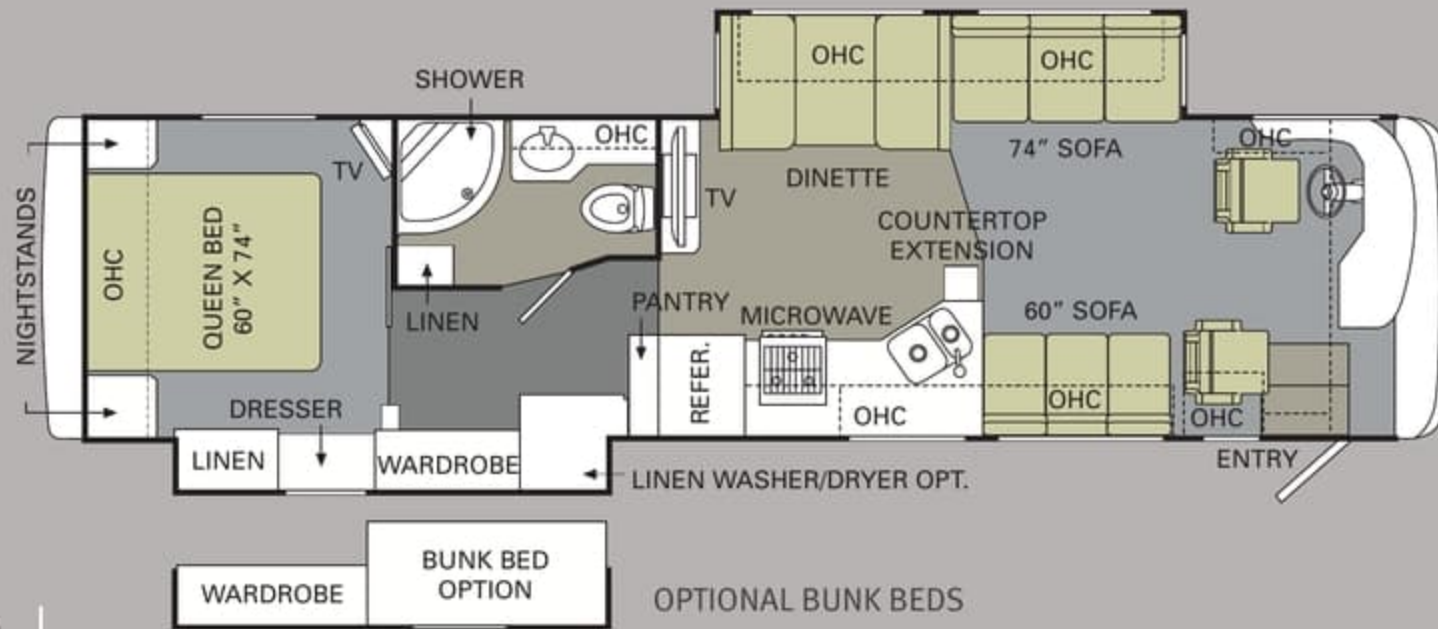 SHOWER
OHC
OHC
OHC
OHC
TV
74" SOFA
TV
DINETTE
COUNTERTOP
EXTENSION
NIGHTSTANDS
OHC
QUEEN BED
60" X 74"
LINEN
PANTRY
MICROWAVE
60" SOFA
REFER.
DRESSER
OHC
OHC
OHC
LINEN
WARDROBE
ENTRY
LINEN WASHER/DRYER OPT.
WARDROBE
BUNK BED
OPTION
OPTIONAL BUNK BEDS